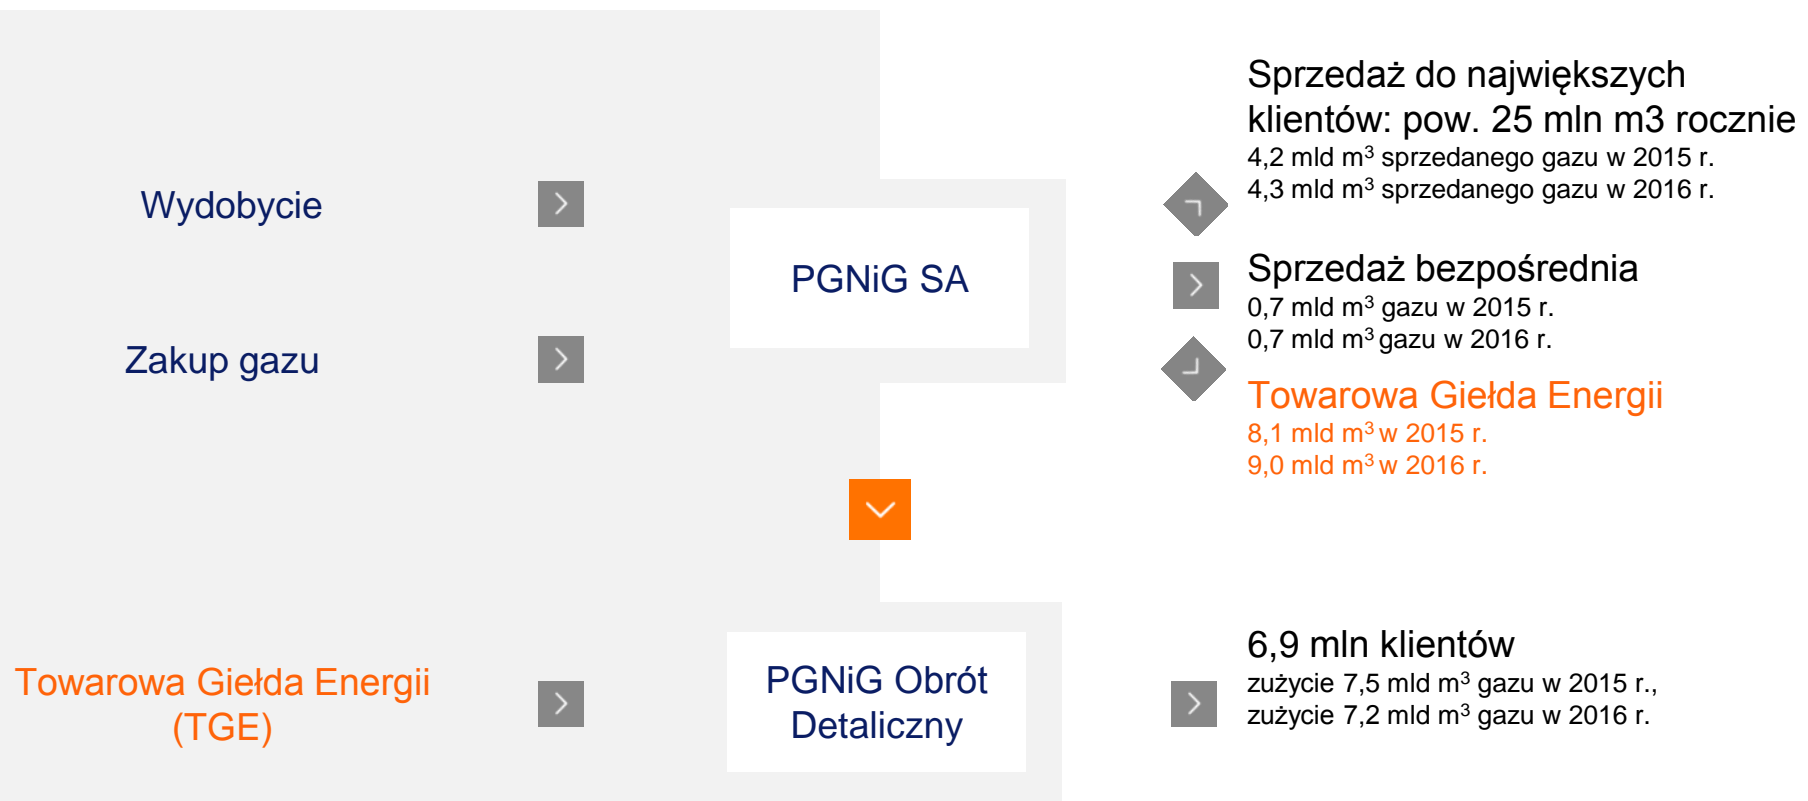 Wydobycie
Zakup gazu
PGNiG SA
Sprzedaż do największych
klientów: pow. 25 mln m3 rocznie
4,2 mld m³ sprzedanego gazu w 2015 r.
4,3 mld m³ sprzedanego gazu w 2016 r.
Sprzedaż bezpośrednia
0,7 mld m³ gazu w 2015 r.
0,7 mld m³ gazu w 2016 r.
Towarowa Giełda Energii
8,1 mld m³ w 2015 r.
9,0 mld m³ w 2016 r.
Towarowa Giełda Energii
(TGE)
PGNiG Obrót
Detaliczny
6,9 mln klientów
zużycie 7,5 mld m³ gazu w 2015 r.,
zużycie 7,2 mld m³ gazu w 2016 r.